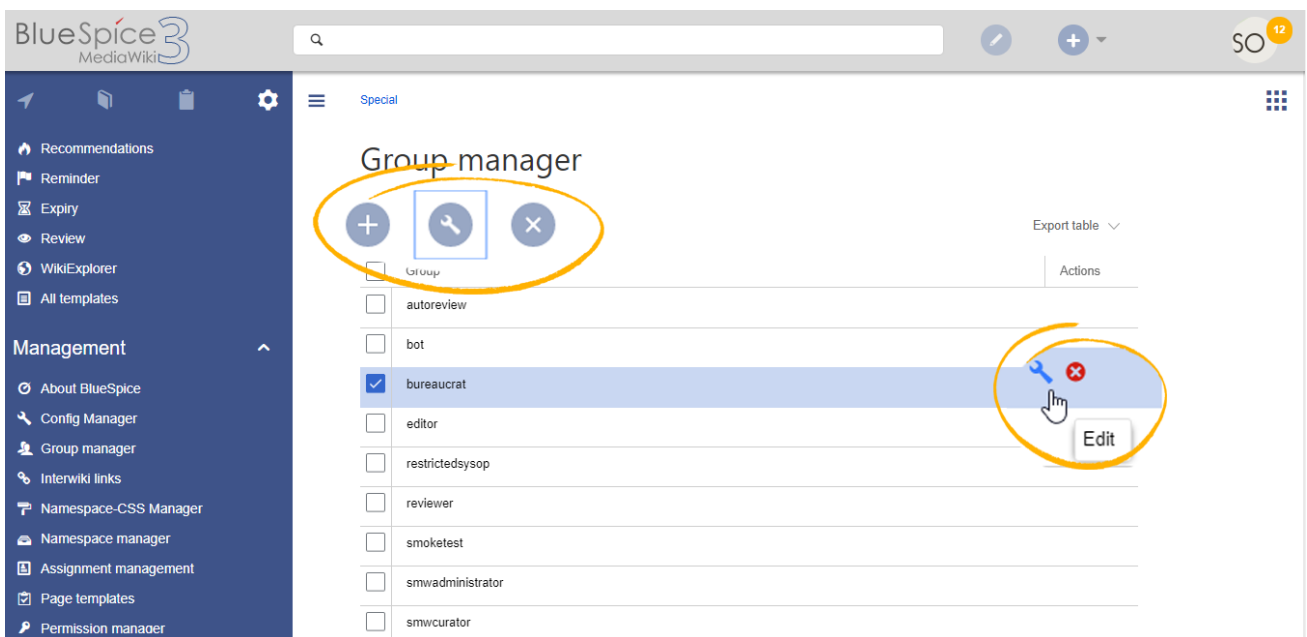 BlueSpice 3
MediaWiki
SO
12
Special
Recommendations
Reminder
Expiry
Review
WikiExplorer
All templates
Management
About BlueSpice
Config Manager
Group manager
Interwiki links
Namespace-CSS Manager
Namespace manager
Assignment management
Page templates
Permission manager
Group manager
Export table
Group
Actions
autoreview
bot
bureaucrat
Edit
editor
restrictedsysop
reviewer
smoketest
smwadministrator
smwcurator